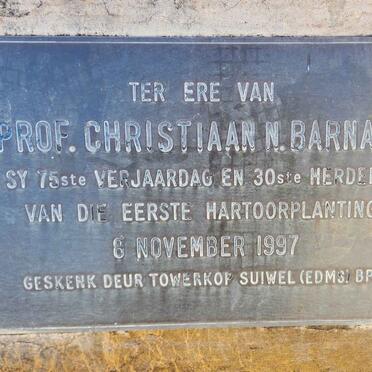 TER ERE VAN
PROF. CHRISTIAAN N. BARNA
SY 75ste VERJAARDAG EN 30ste HERDE
VAN DIE EERSTE HARTOORPLANTING
8 NOVEMBER 1997
GESKENK DEUR TOWERKOP SUIWEL (EDMS) BP